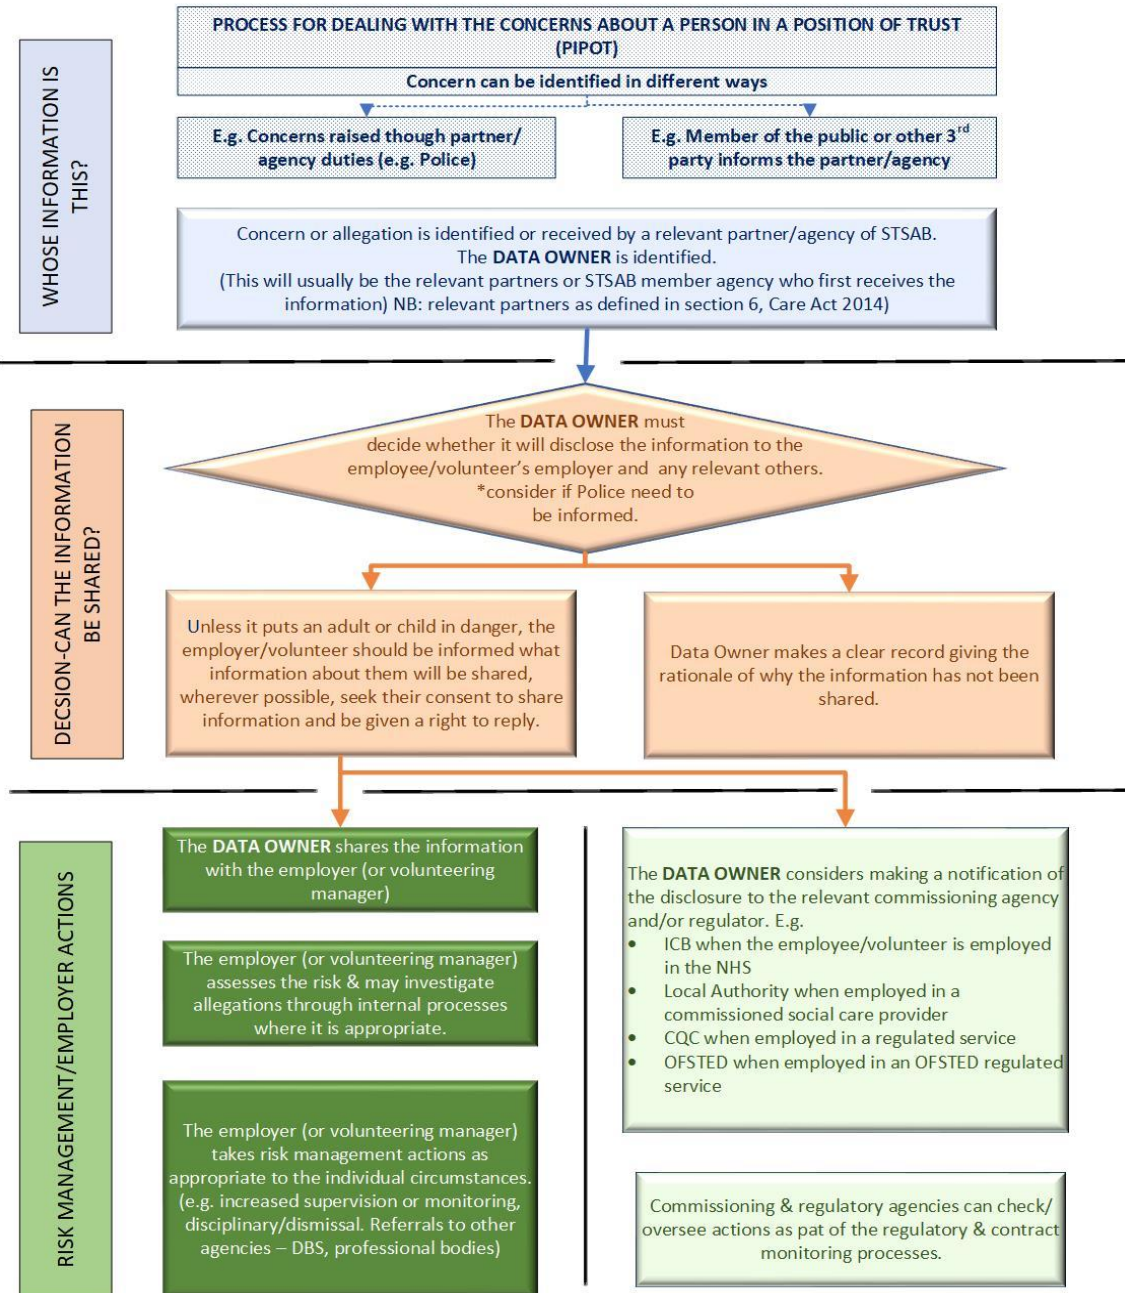 PROCESS FOR DEALING WITH THE CONCERNS ABOUT A PERSON IN A POSITION OF TRUST
(PIPOT)
Concern can be identified in different ways
E.g. Concerns raised though partner/
agency duties (e.g. Police)
E.g. Member of the public or other 3rd
party informs the partner/agency
WHOSE INFORMATION IS
THIS?
Concern or allegation is identified or received by a relevant partner/agency of STSAB.
The DATA OWNER is identified.
(This will usually be the relevant partners or STSAB member agency who first receives the
information) NB: relevant partners as defined in section 6, Care Act 2014)
DECSION-CAN THE INFORMATION
BE SHARED?
The DATA OWNER must
decide whether it will disclose the information to the
employee/volunteer's employer and any relevant others.
*consider if Police need to
be informed.
Unless it puts an adult or child in danger, the
employer/volunteer should be informed what
information about them will be shared,
wherever possible, seek their consent to share
information and be given a right to reply.
Data Owner makes a clear record giving the
rationale of why the information has not been
shared.
RISK MANAGEMENT/EMPLOYER ACTIONS
The DATA OWNER shares the information
with the employer (or volunteering
manager)
The employer (or volunteering manager)
assesses the risk & may investigate
allegations through internal processes
where it is appropriate.
The employer (or volunteering manager)
takes risk management actions as
appropriate to the individual circumstances.
(e.g. increased supervision or monitoring,
disciplinary/dismissal. Referrals to other
agencies – DBS, professional bodies)
The DATA OWNER considers making a notification of
the disclosure to the relevant commissioning agency
and/or regulator. E.g.
• ICB when the employee/volunteer is employed
in the NHS
• Local Authority when employed in a
commissioned social care provider
• CQC when employed in a regulated service
• OFSTED when employed in an OFSTED regulated
service
Commissioning & regulatory agencies can check/
oversee actions as pat of the regulatory & contract
monitoring processes.